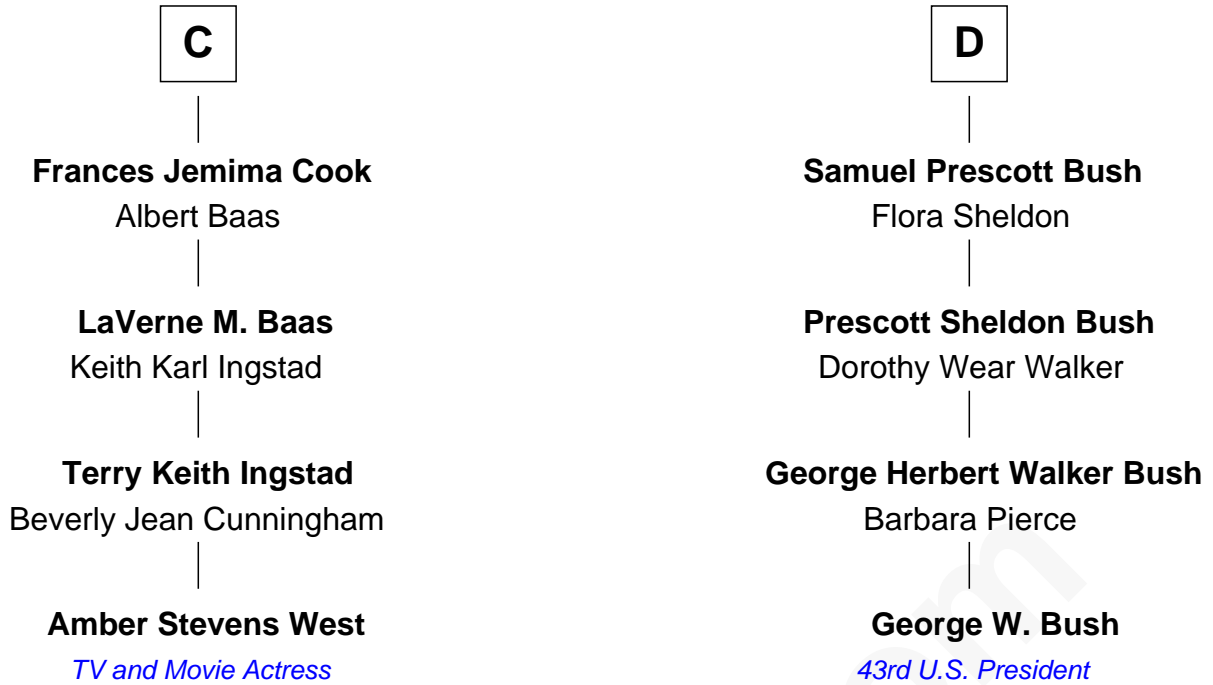 C
Frances Jemima Cook
Albert Baas
LaVerne M. Baas
Keith Karl Ingstad
Terry Keith Ingstad
Beverly Jean Cunningham
Amber Stevens West
TV and Movie Actress
D
Samuel Prescott Bush
Flora Sheldon
Prescott Sheldon Bush
Dorothy Wear Walker
George Herbert Walker Bush
Barbara Pierce
George W. Bush
43rd U.S. President